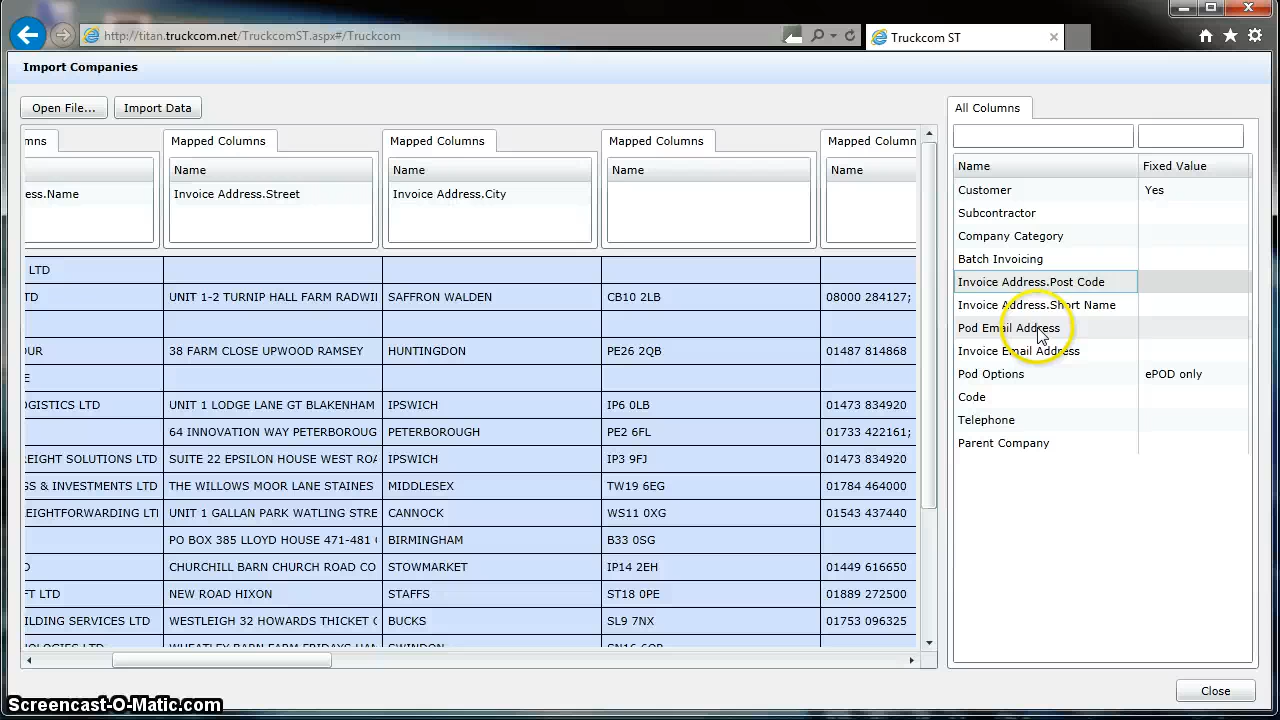 http://titan.truckcom.net/TruckcomST.aspx#/Truckcom
Truckcom ST
Import Companies
Open File...
Import Data
mns
Mapped Columns
Mapped Columns
Mapped Columns
Mapped Column
Name
Name
Name
Name
ess.Name
Invoice Address.Street
Invoice Address.City
LTD
TD UNIT 1-2 TURNIP HALL FARM RADWI SAFFRON WALDEN CB10 2LB 08000 284127;
OUR 38 FARM CLOSE UPWOOD RAMSEY HUNTINGDON PE26 2QB 01487 814868
E
OGISTICS LTD UNIT 1 LODGE LANE GT BLAKENHAM IPSWICH IP6 0LB 01473 834920
64 INNOVATION WAY PETERBOROUG PETERBOROUGH PE2 6FL 01733 422161;
REIGHT SOLUTIONS LTD SUITE 22 EPSILON HOUSE WEST ROA IPSWICH IP3 9FJ 01473 834920
GS & INVESTMENTS LTD THE WILLOWS MOOR LANE STAINES MIDDLESEX TW19 6EG 01784 464000
EIGHTFORWARDING LT UNIT 1 GALLAN PARK WATLING STRE CANNOCK WS11 0XG 01543 437440
PO BOX 385 LLOYD HOUSE 471-481 BIRMINGHAM B33 0SG
CHURCHILL BARN CHURCH ROAD CO STOWMARKET IP14 2EH 01449 616650
FT LTD NEW ROAD HIXON STAFFS ST18 0PE 01889 272500
ILDING SERVICES LTD WESTLEIGH 32 HOWARDS THICKET BUCKS SL9 7NX 01753 096325
All Columns
Name Fixed Value
Customer Yes
Subcontractor
Company Category
Batch Invoicing
Invoice Address.Post Code
Invoice Address.Short Name
Pod Email Address
Invoice Email Address
Pod Options ePOD only
Code
Telephone
Parent Company
Close
Screencast-O-Matic.com